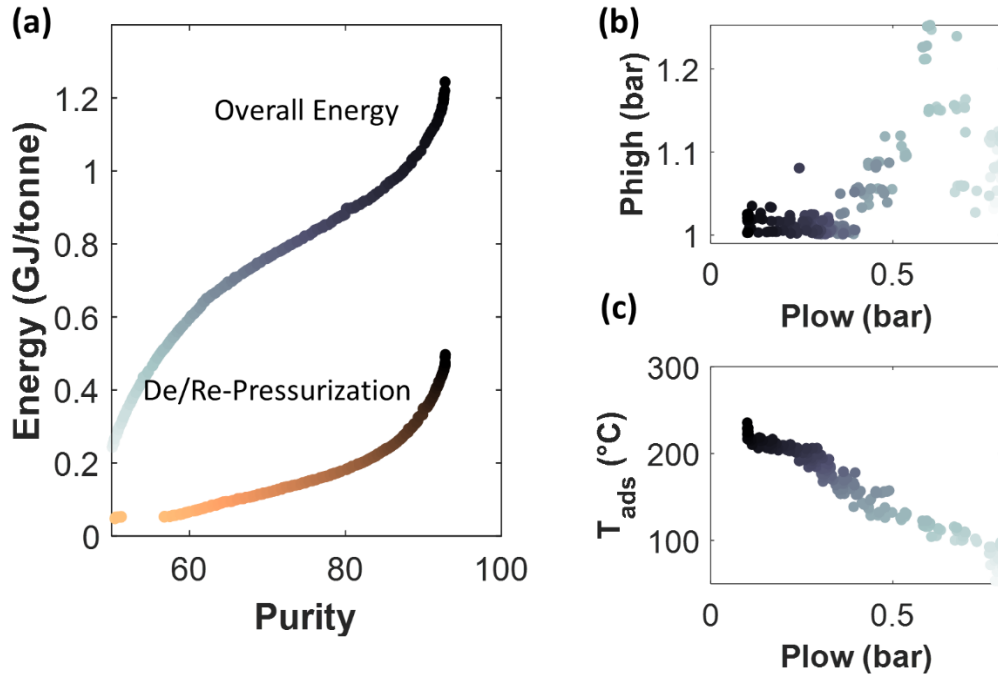 (a)
Energy (GJ/tonne)
1.2
1
0.8
0.6
0.4
0.2
0
Overall Energy
De/Re-Pressurization
60
80
100
Purity
(b)
Phigh (bar)
1.2
1.1
1
0
0.5
Plow (bar)
(c)
T_ads (°C)
300
200
100
0
0.5
Plow (bar)